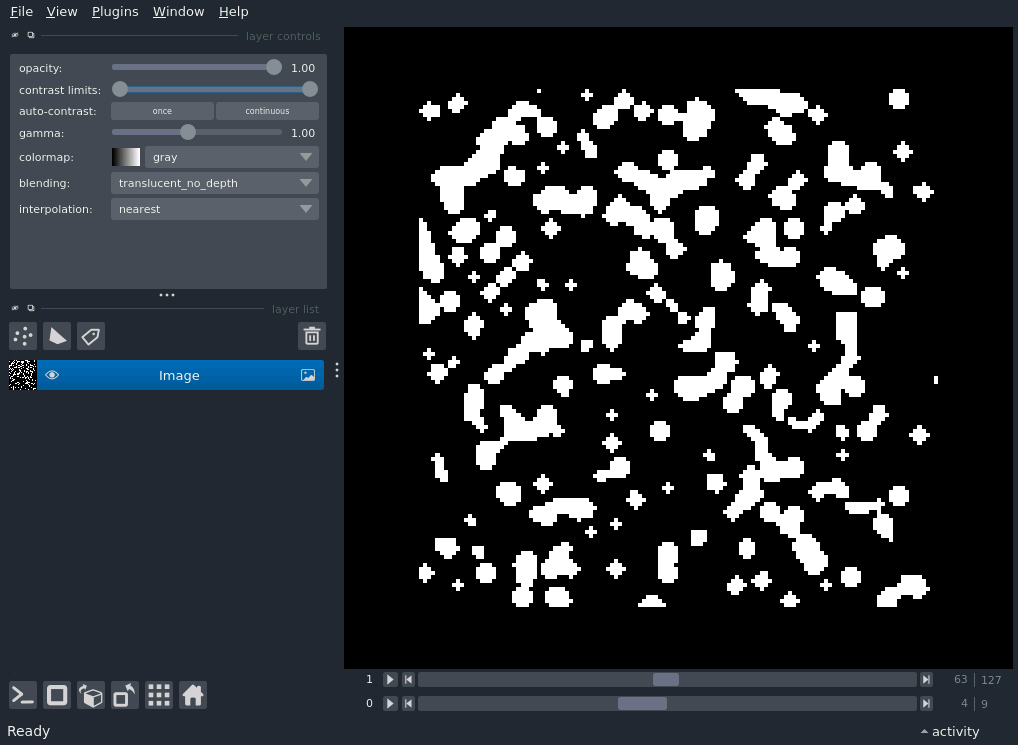 File View Plugins Window Help
layer controls
opacity: 1.00
contrast limits:
auto-contrast: once continuous
gamma: 1.00
colormap: gray
blending: translucent_no_depth
interpolation: nearest
layer list
Image
1 63 127
0 4 9
Ready activity